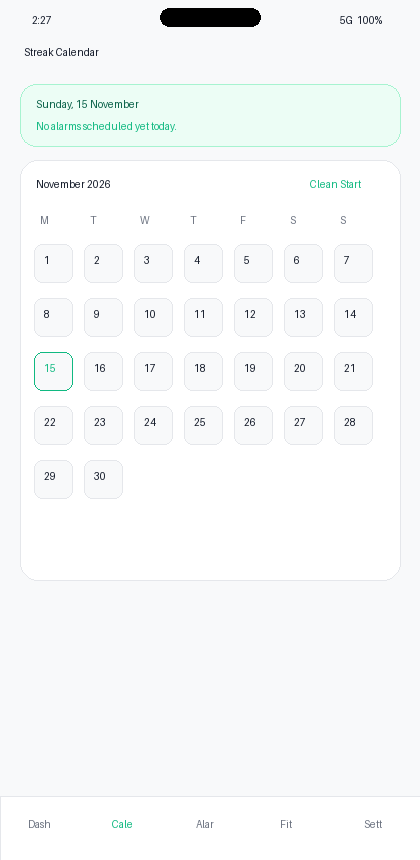 2:27 5G 100%
Streak Calendar
Sunday, 15 November
No alarms scheduled yet today.
November 2026 Clean Start
M T W T F S S
1 2 3 4 5 6 7
8 9 10 11 12 13 14
15 16 17 18 19 20 21
22 23 24 25 26 27 28
29 30
Dash Cale Alar Fit Sett